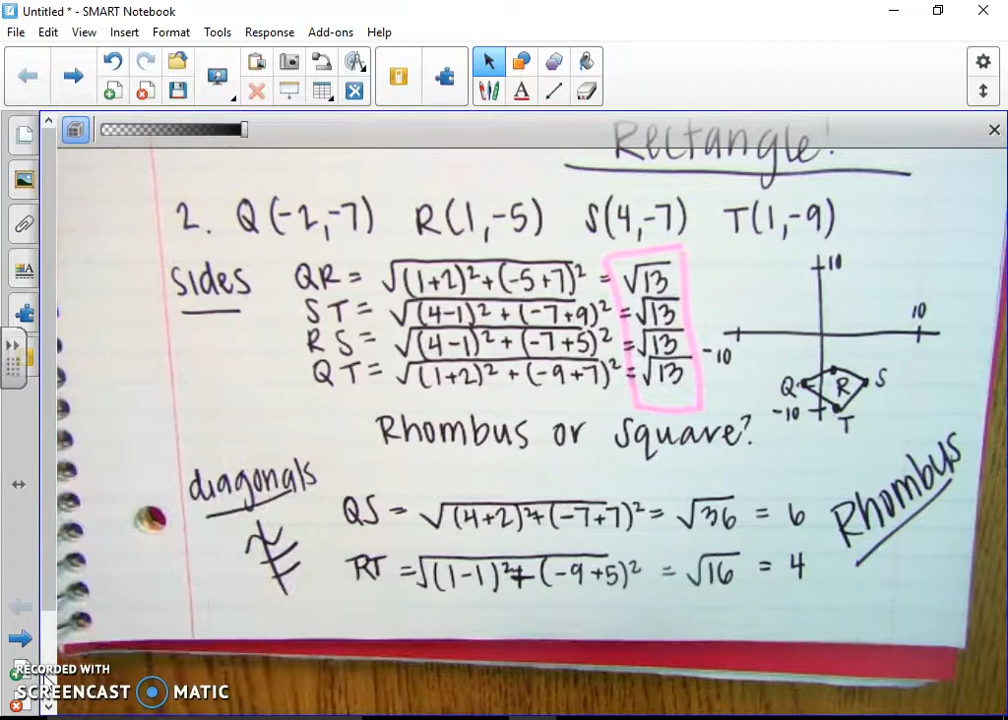 Untitled * - SMART Notebook
File Edit View Insert Format Tools Response Add-ons Help
Rectangle!
2. Q(-2,-7) R(1,-5) S(4,-7) T(1,-9)
sides
QR = √(1+2)²+(-5+7)² = √13
ST = √(4-1)² + (-7+9)² = √13
RS = √(4-1)² + (-7+5)² = √13
QT = √(1+2)² + (-9+7)² = √13
10
10
-10
Q R S
-10
T
Rhombus or square?
diagonals
QS = √(4+2)²+(-7+7)² = √36 = 6
RT = √(1-1)²+(-9+5)² = √16 = 4
≠
Rhombus
RECORDED WITH
SCREENCAST MATIC